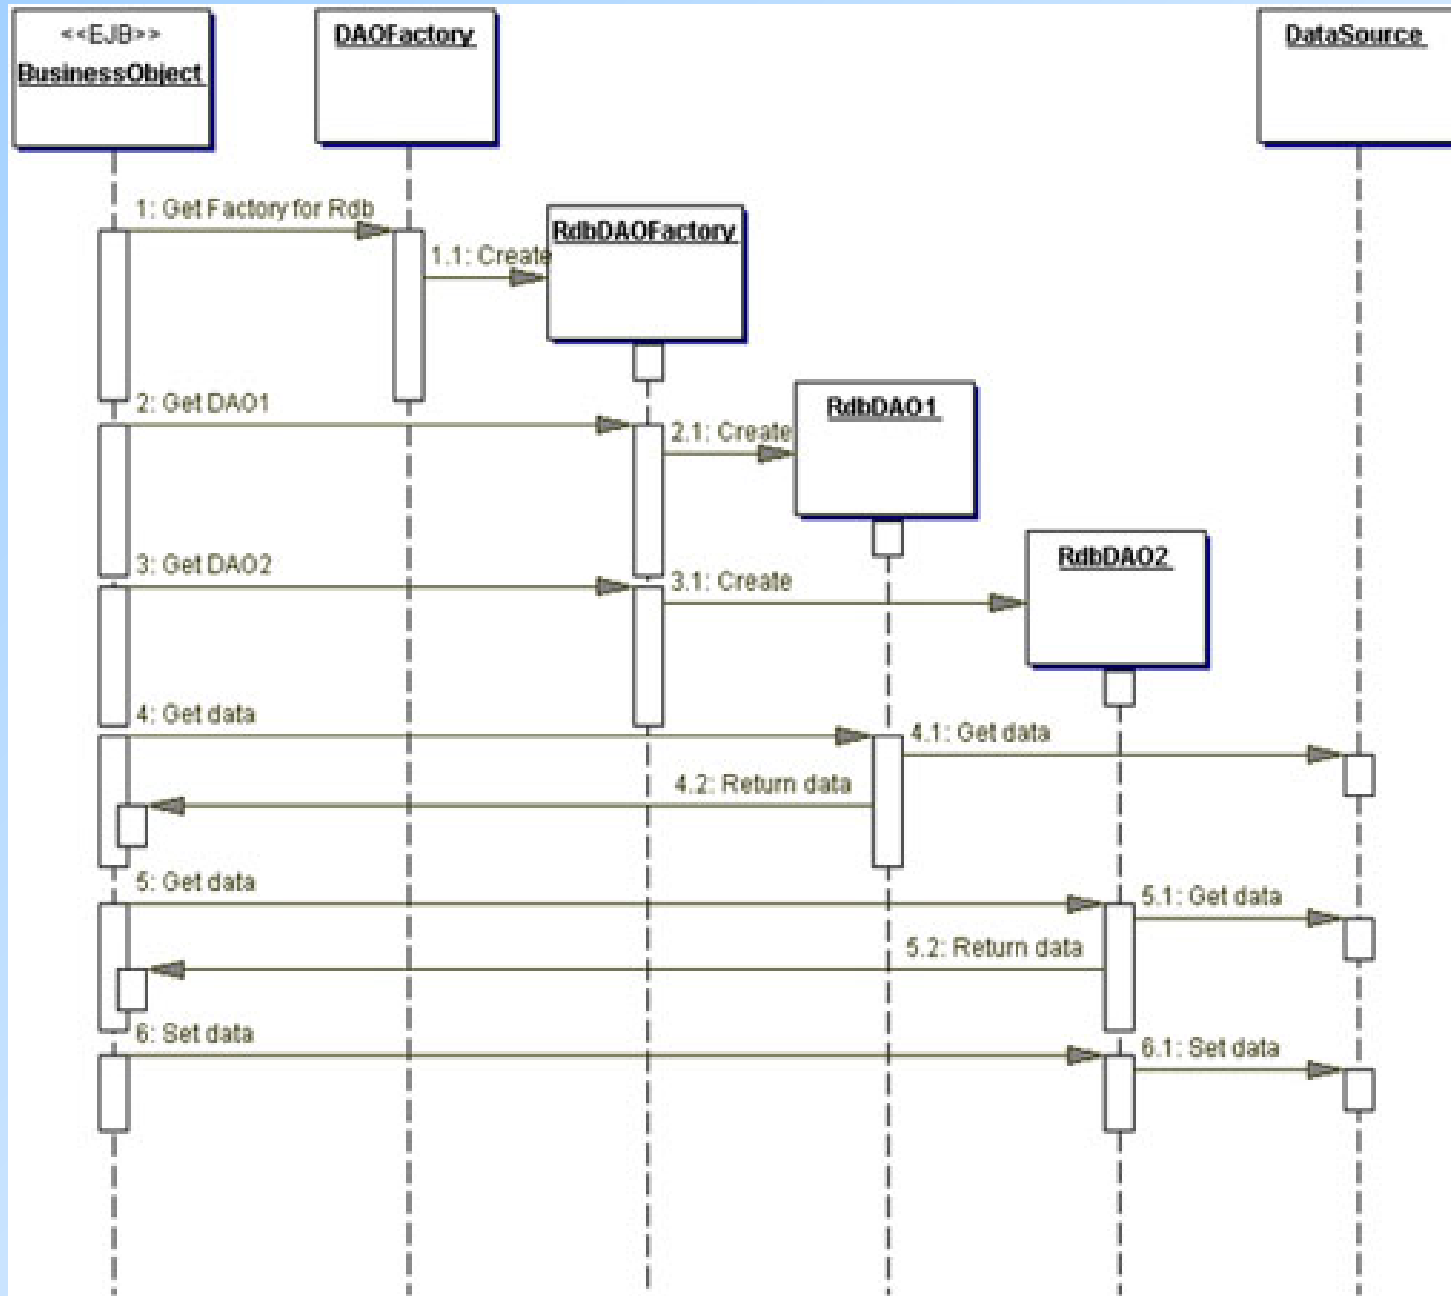 <<EJB>>
BusinessObject
DAOFactory
DataSource
1: Get Factory for Rdb
RdbDAOFactory
1.1: Create
2: Get DAO1
RdbDAO1
2.1: Create
3: Get DAO2
RdbDAO2
3.1: Create
4: Get data
4.1: Get data
4.2: Return data
5: Get data
5.1: Get data
5.2: Return data
6: Set data
6.1: Set data